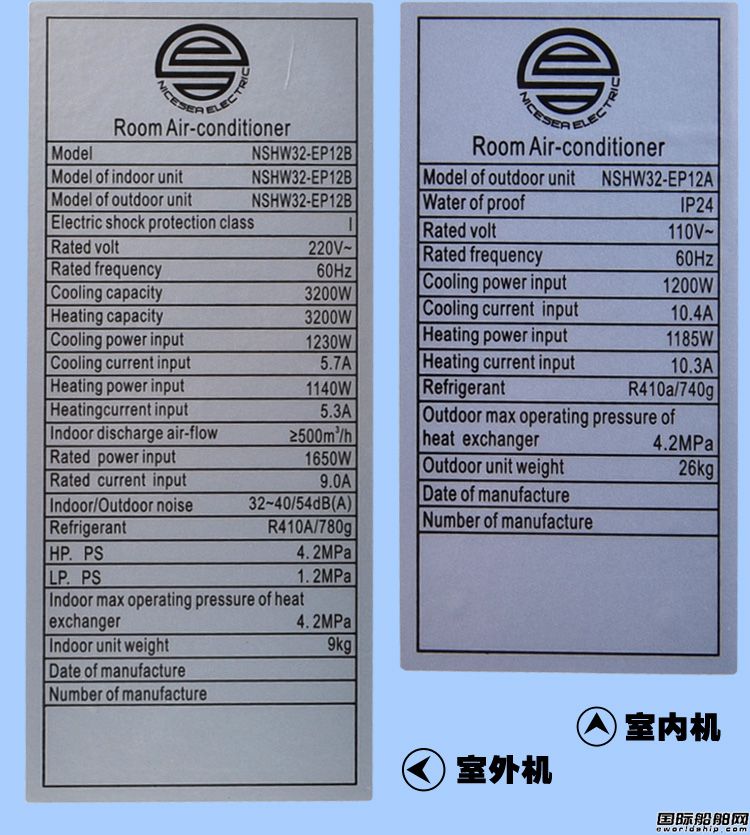 NICESEA ELECTRIC
Room Air-conditioner
Model NSHW32-EP12B
Model of indoor unit NSHW32-EP12B
Model of outdoor unit NSHW32-EP12B
Electric shock protection class I
Rated volt 220V~
Rated frequency 60Hz
Cooling capacity 3200W
Heating capacity 3200W
Cooling power input 1230W
Cooling current input 5.7A
Heating power input 1140W
Heatingcurrent input 5.3A
Indoor discharge air-flow ≥500m³/h
Rated power input 1650W
Rated current input 9.0A
Indoor/Outdoor noise 32~40/54dB(A)
Refrigerant R410A/780g
HP. PS 4.2MPa
LP. PS 1.2MPa
Indoor max operating pressure of heat
exchanger 4.2MPa
Indoor unit weight 9kg
Date of manufacture
Number of manufacture
NICESEA ELECTRIC
Room Air-conditioner
Model of outdoor unit NSHW32-EP12A
Water of proof IP24
Rated volt 110V~
Rated frequency 60Hz
Cooling power input 1200W
Cooling current input 10.4A
Heating power input 1185W
Heating current input 10.3A
Refrigerant R410a/740g
Outdoor max operating pressure of
heat exchanger 4.2MPa
Outdoor unit weight 26kg
Date of manufacture
Number of manufacture
室内机
室外机
国际船舶网
eworldship.com